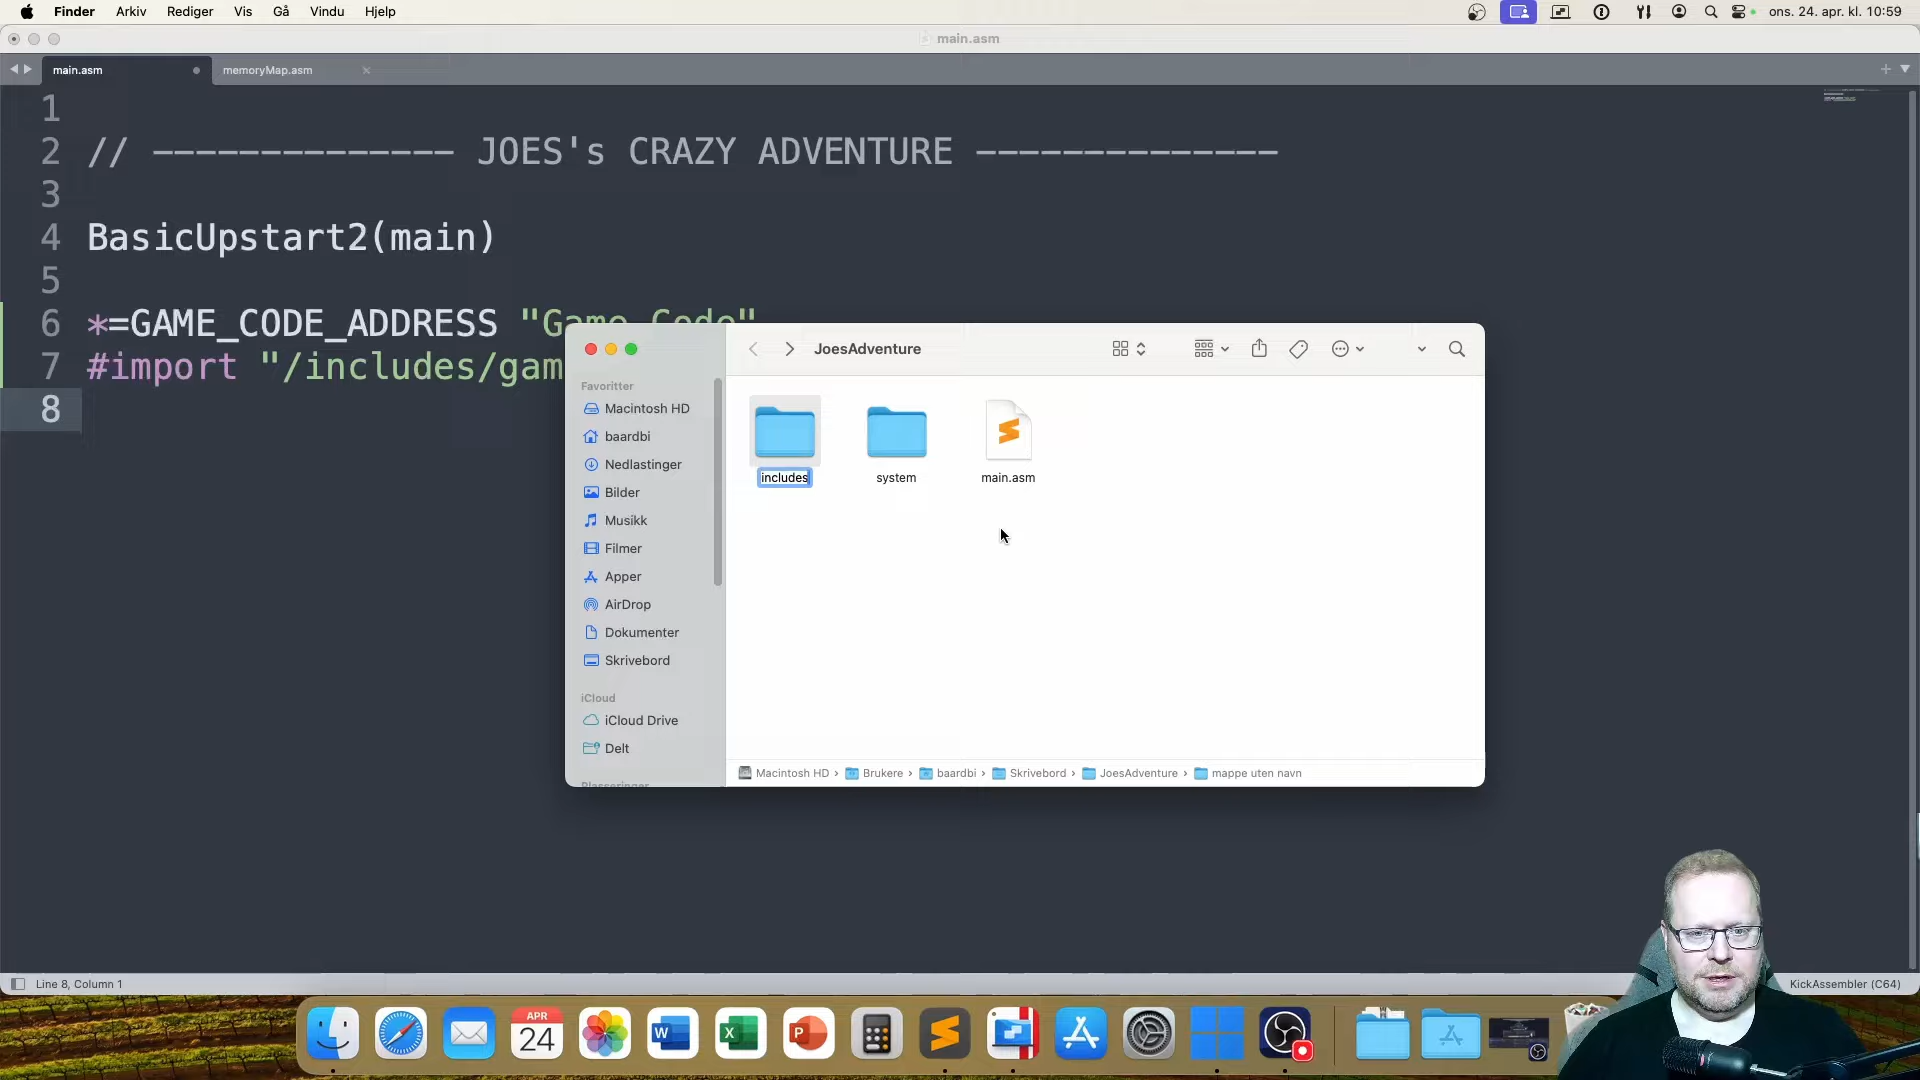 Finder Arkiv Rediger Vis Gå Vindu Hjelp ons. 24. apr. kl. 10:59
main.asm
main.asm memoryMap.asm
1
2 // -------------- JOES's CRAZY ADVENTURE --------------
3
4 BasicUpstart2(main)
5
6 *=GAME_CODE_ADDRESS "Game Code"
7 #import "/includes/gam
8
JoesAdventure
Favoritter
Macintosh HD
baardbi
Nedlastinger
Bilder
Musikk
Filmer
Apper
AirDrop
Dokumenter
Skrivebord
iCloud
iCloud Drive
Delt
Plasseringer
includes system main.asm
Macintosh HD › Brukere › baardbi › Skrivebord › JoesAdventure › mappe uten navn
Line 8, Column 1 KickAssembler (C64)
APR
24